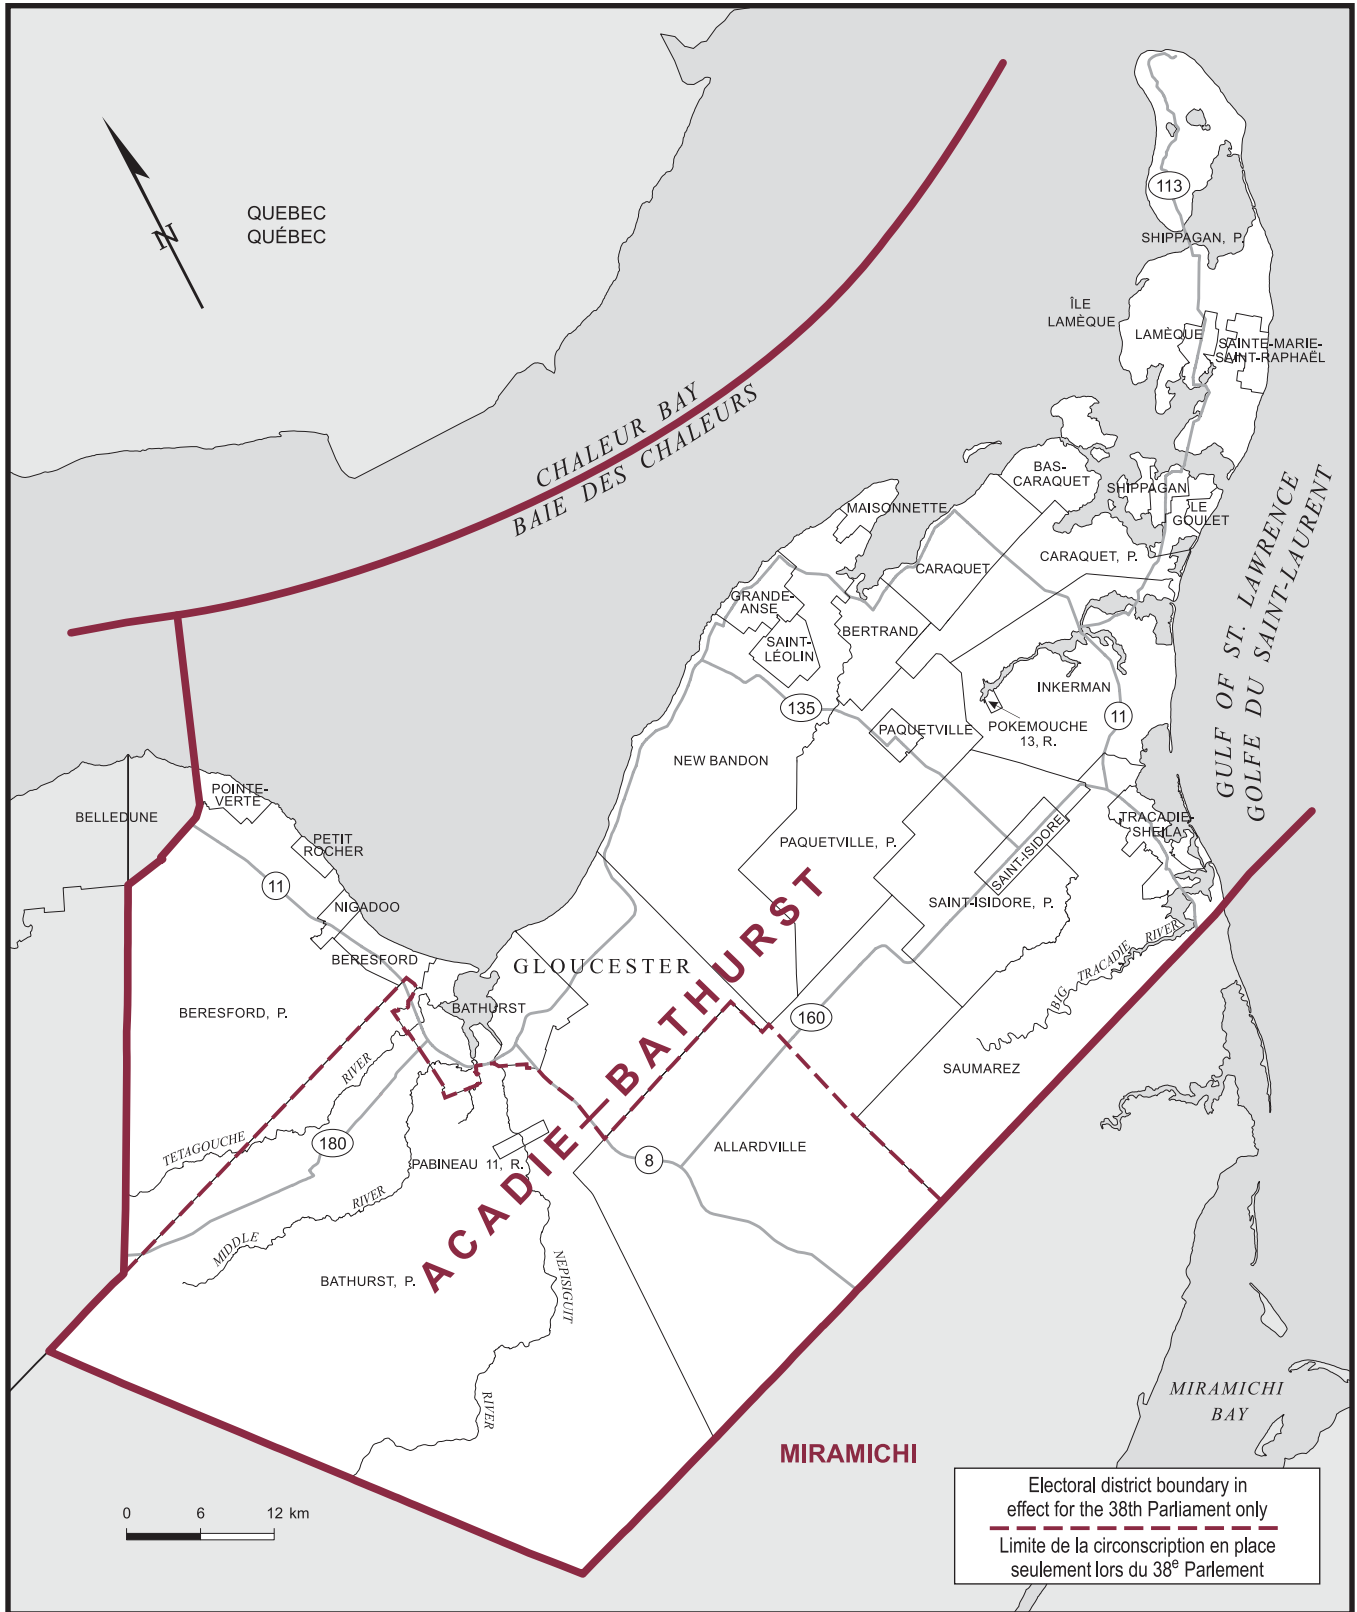 QUEBEC
QUÉBEC
N
113
SHIPPAGAN, P.
ÎLE
LAMÈQUE
LAMÈQUE
SAINTE-MARIE-
SAINT-RAPHAËL
CHALEUR BAY
BAIE DES CHALEURS
BAS-
CARAQUET
SHIPPAGAN
LE
GOULET
MAISONNETTE
CARAQUET, P.
CARAQUET
GULF OF ST. LAWRENCE
GOLFE DU SAINT-LAURENT
GRANDE-
ANSE
BERTRAND
SAINT-
LÉOLIN
INKERMAN
135
11
POKEMOUCHE
13, R.
PAQUETVILLE
NEW BANDON
POINTE-
VERTE
BELLEDUNE
PETIT
ROCHER
TRACADIE-
SHEILA
SAINT-ISIDORE
PAQUETVILLE, P.
11
NIGADOO
SAINT-ISIDORE, P.
BIG TRACADIE RIVER
BERESFORD
GLOUCESTER
BATHURST
BERESFORD, P.
160
ACADIE—BATHURST
SAUMAREZ
TETAGOUCHE RIVER
180
8
ALLARDVILLE
PABINEAU 11, R.
MIDDLE RIVER
BATHURST, P.
NEPISIGUIT RIVER
MIRAMICHI
BAY
MIRAMICHI
0 6 12 km
Electoral district boundary in
effect for the 38th Parliament only
Limite de la circonscription en place
seulement lors du 38e Parlement